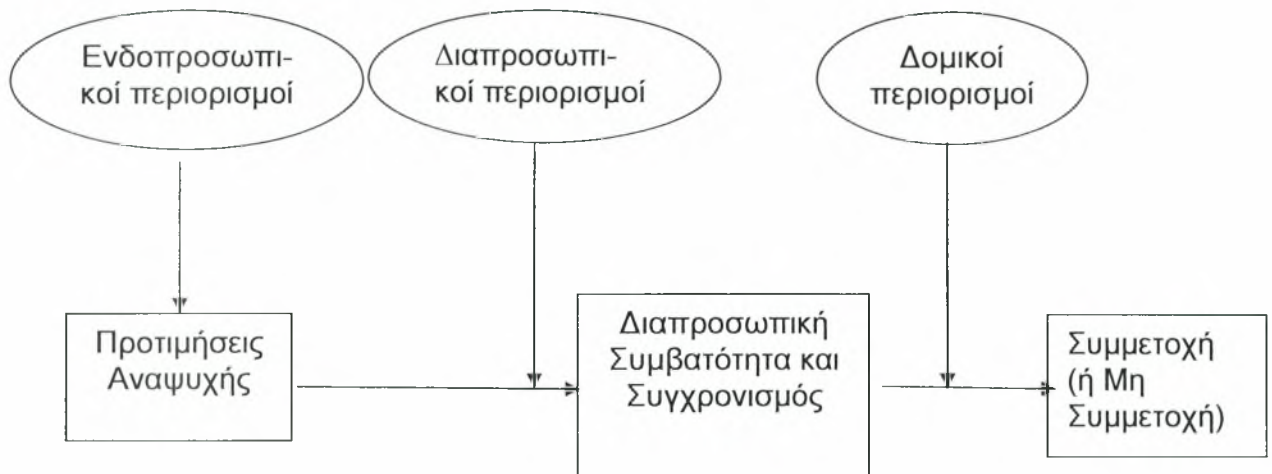 Ενδοπροσωπι-
κοί περιορισμοί
Διαπροσωπι-
κοί περιορισμοί
Δομικοί
περιορισμοί
Προτιμήσεις
Αναψυχής
Διαπροσωπική
Συμβατότητα και
Συγχρονισμός
Συμμετοχή
(ή Μη
Συμμετοχή)